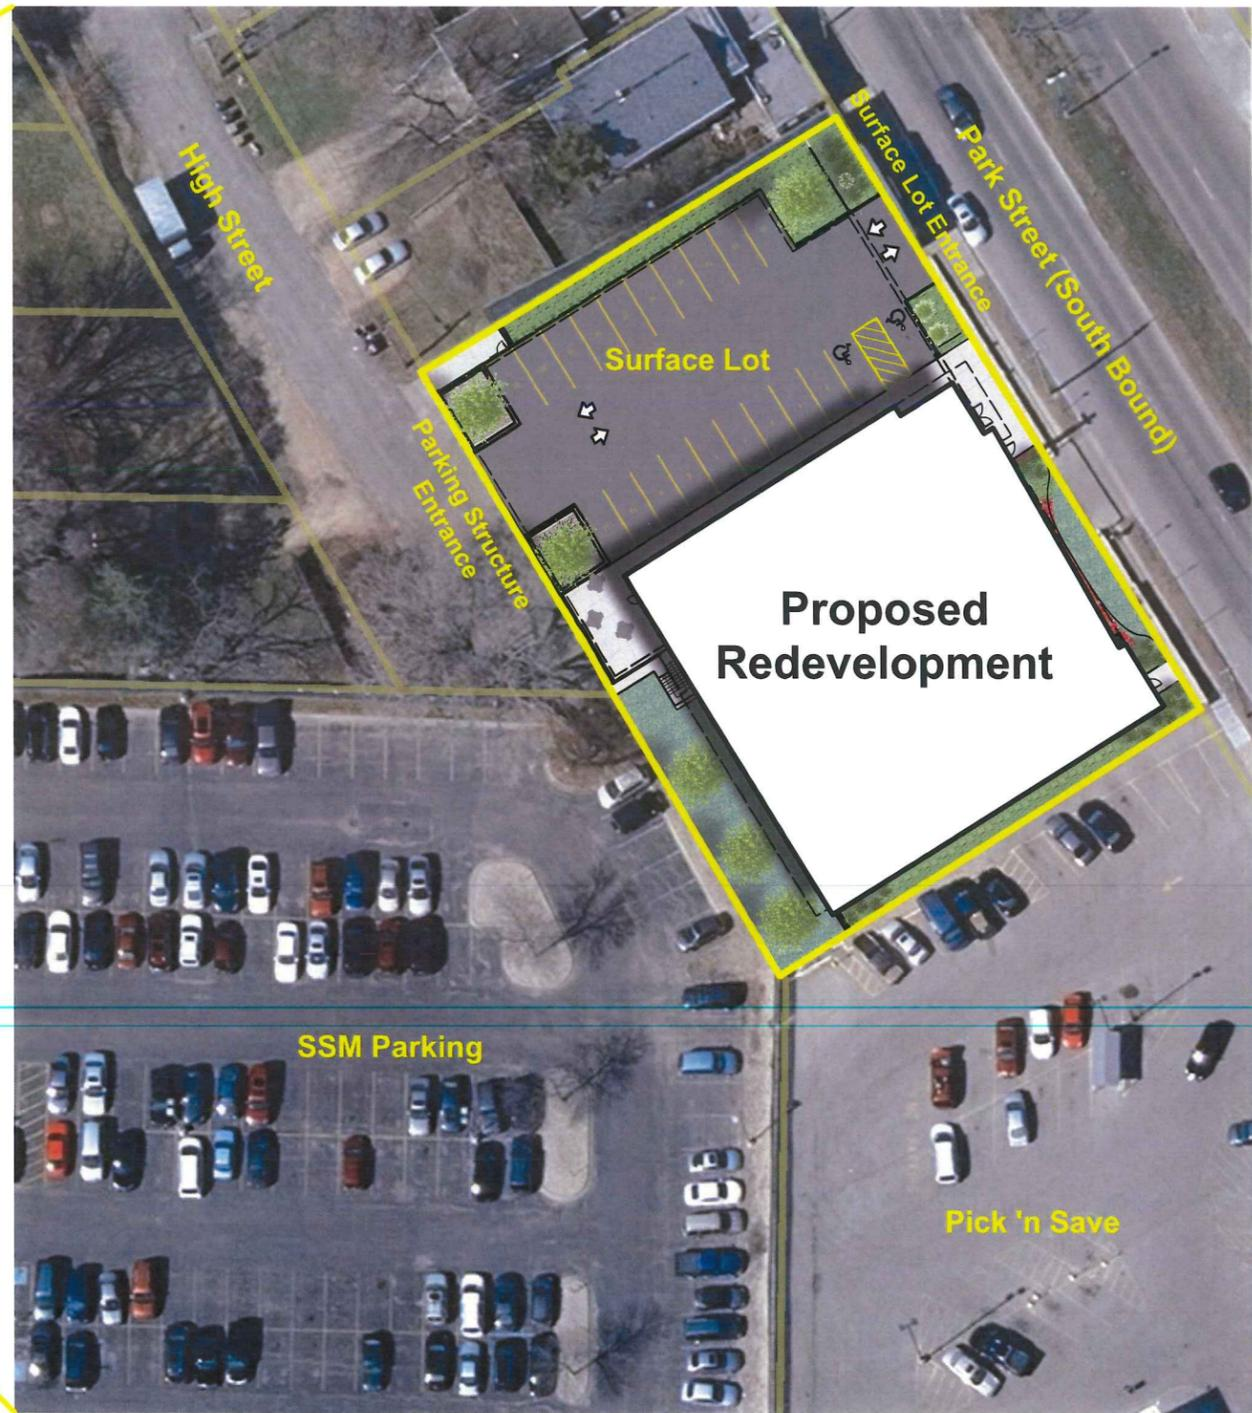 High Street
Surface Lot Entrance
Park Street (South Bound)
Surface Lot
Parking Structure
Entrance
Proposed
Redevelopment
SSM Parking
Pick 'n Save